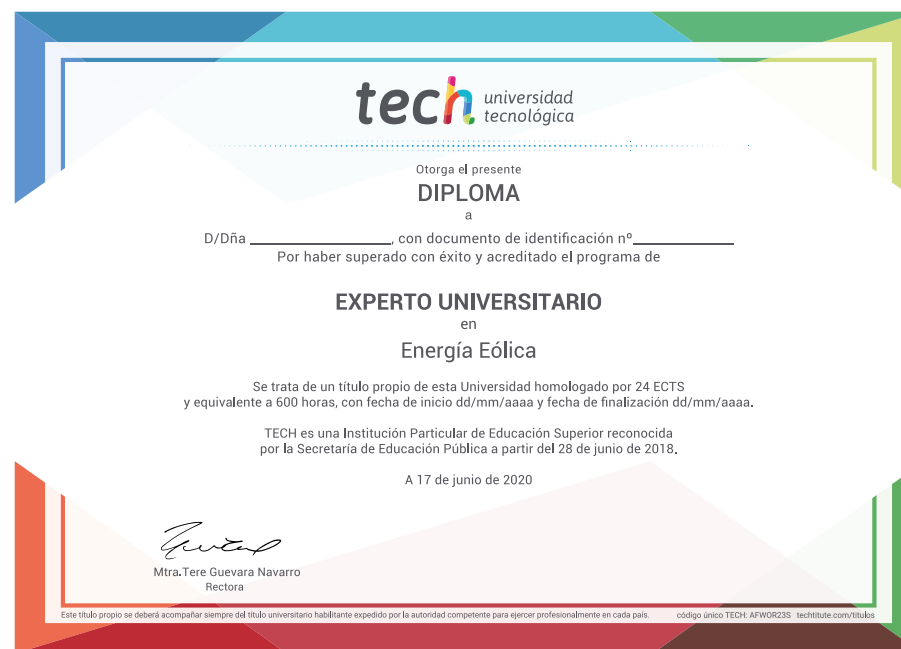 tech universidad
tecnológica
Otorga el presente
DIPLOMA
a
D/Dña ____________, con documento de identificación nº____________
Por haber superado con éxito y acreditado el programa de
EXPERTO UNIVERSITARIO
en
Energía Eólica
Se trata de un título propio de esta Universidad homologado por 24 ECTS
y equivalente a 600 horas, con fecha de inicio dd/mm/aaaa y fecha de finalización dd/mm/aaaa.
TECH es una Institución Particular de Educación Superior reconocida
por la Secretaría de Educación Pública a partir del 28 de junio de 2018.
A 17 de junio de 2020
Mtra.Tere Guevara Navarro
Rectora
Este título propio se deberá acompañar siempre del título universitario habilitante expedido por la autoridad competente para ejercer profesionalmente en cada país. código único TECH: AFWOR23S techtitute.com/titulos